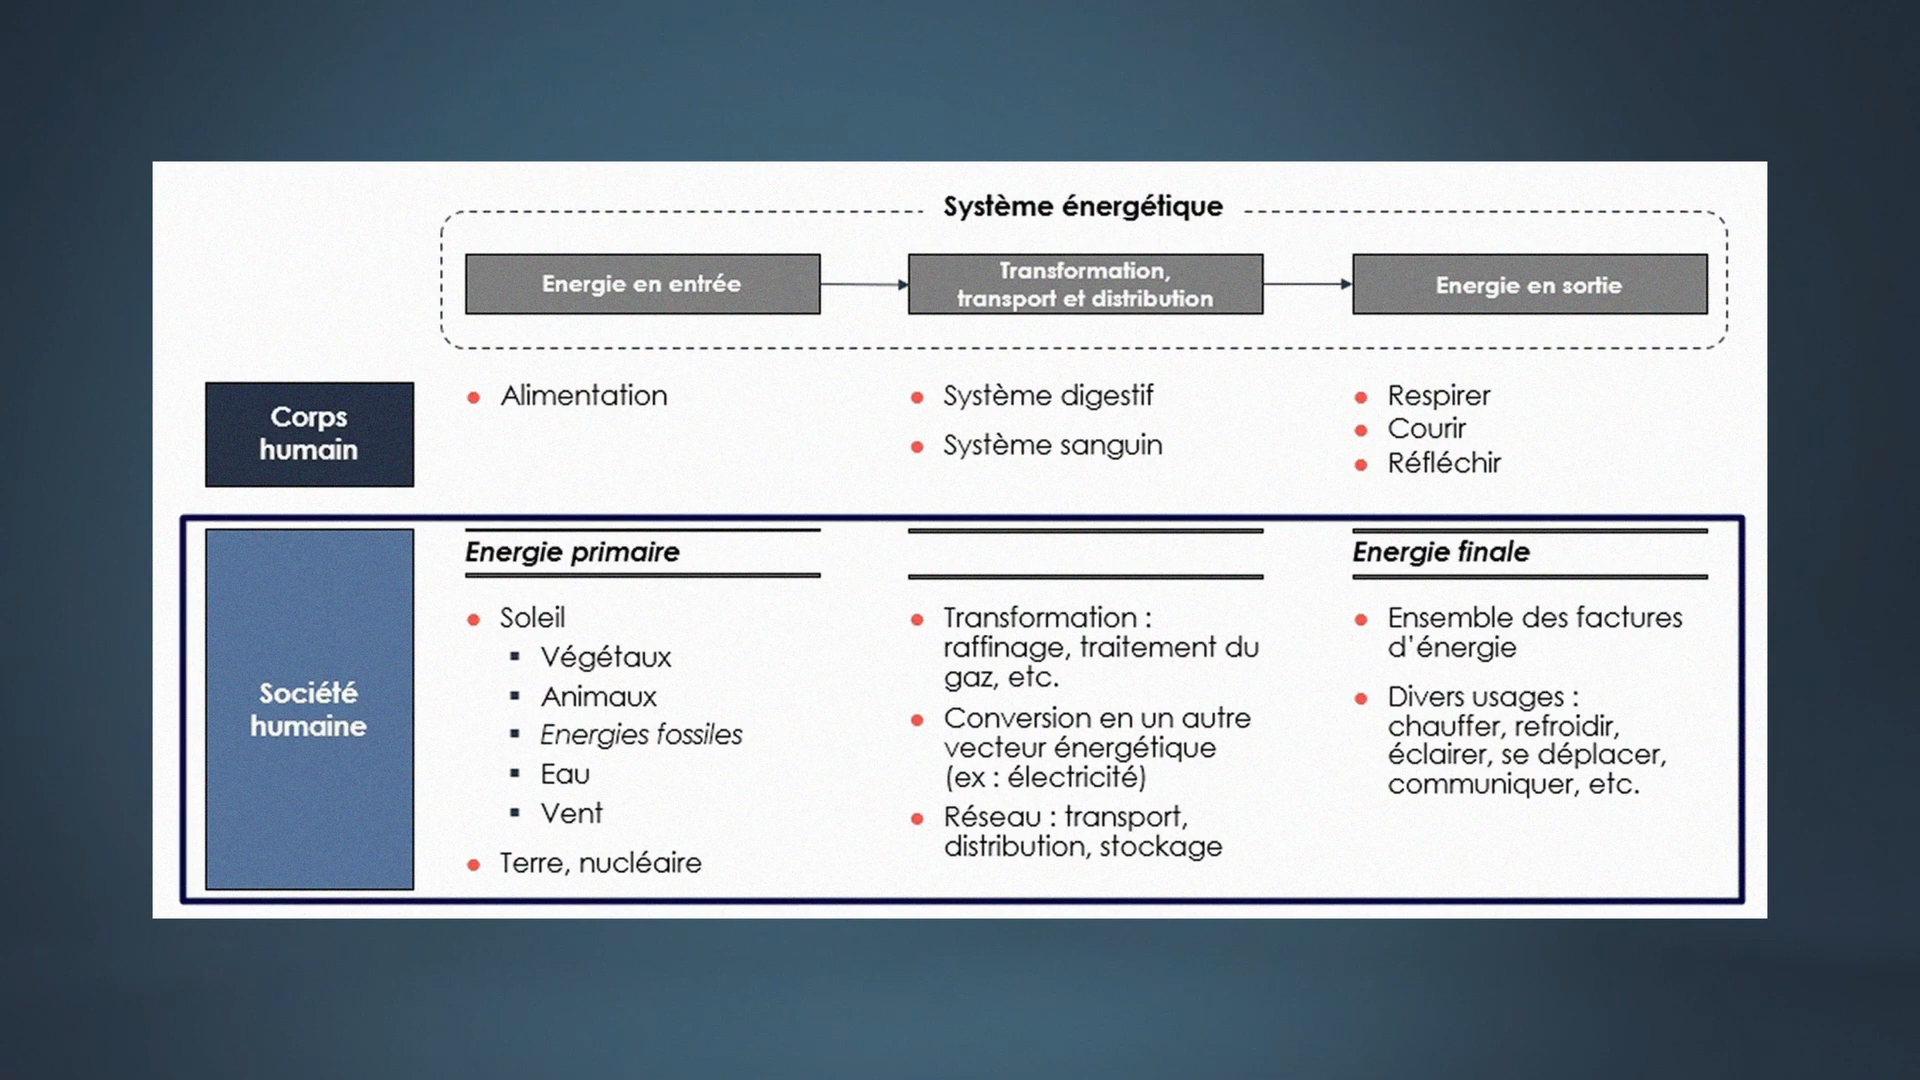 Système énergétique
Energie en entrée
Transformation,
transport et distribution
Energie en sortie
Corps
humain
Alimentation
Système digestif
Système sanguin
Respirer
Courir
Réfléchir
Société
humaine
Energie primaire
Soleil
Végétaux
Animaux
Energies fossiles
Eau
Vent
Terre, nucléaire
Transformation :
raffinage, traitement du
gaz, etc.
Conversion en un autre
vecteur énergétique
(ex : électricité)
Réseau : transport,
distribution, stockage
Energie finale
Ensemble des factures
d'énergie
Divers usages :
chauffer, refroidir,
éclairer, se déplacer,
communiquer, etc.